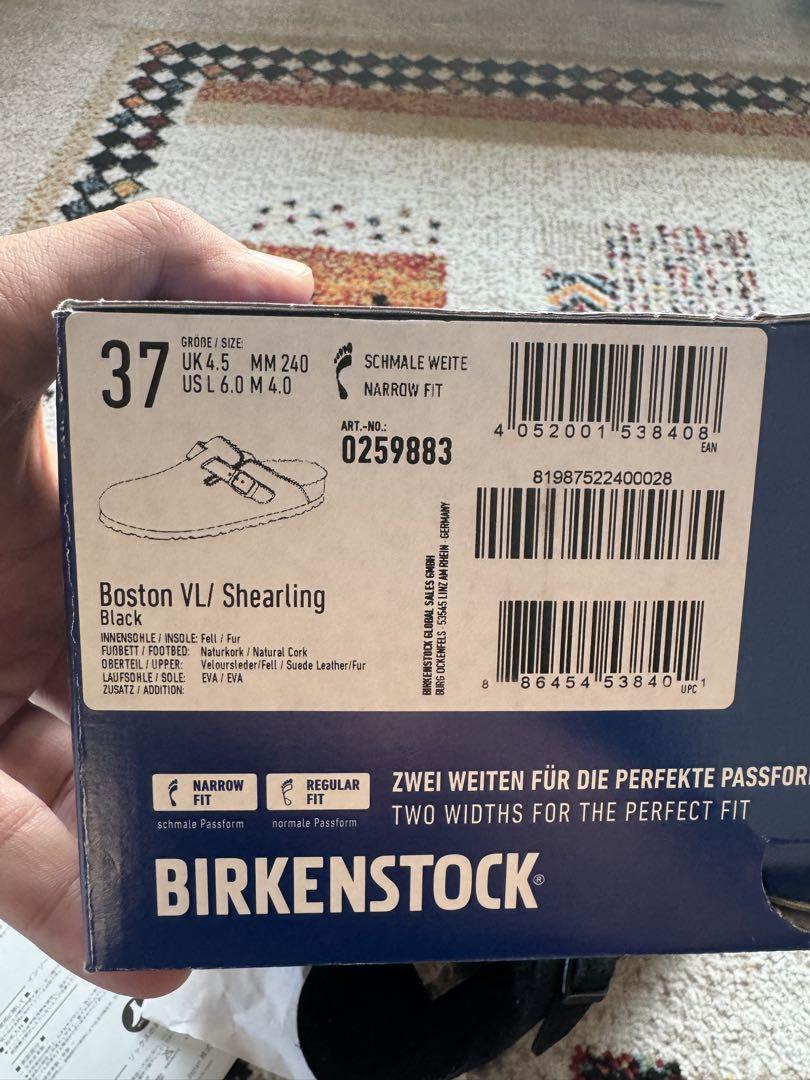 37
GRÖßE / SIZE:
UK 4.5 MM 240
US L 6.0 M 4.0
SCHMALE WEITE
NARROW FIT
ART.-NO.:
0259883
4 052001 538408
EAN
81987522400028
8 86454 53840 1
UPC
Boston VL/ Shearling
Black
INNENSOHLE / INSOLE: Fell / Fur
FUßBETT / FOOTBED: Naturkork / Natural Cork
OBERTEIL / UPPER: Veloursleder/Fell / Suede Leather/Fur
LAUFSOHLE / SOLE: EVA / EVA
ZUSATZ / ADDITION:
BIRKENSTOCK GLOBAL SALES GMBH
BURG OCKENFELS · 53545 LINZ AM RHEIN · GERMANY
NARROW FIT
schmale Passform
REGULAR FIT
normale Passform
ZWEI WEITEN FÜR DIE PERFEKTE PASSFOR
TWO WIDTHS FOR THE PERFECT FIT
BIRKENSTOCK®